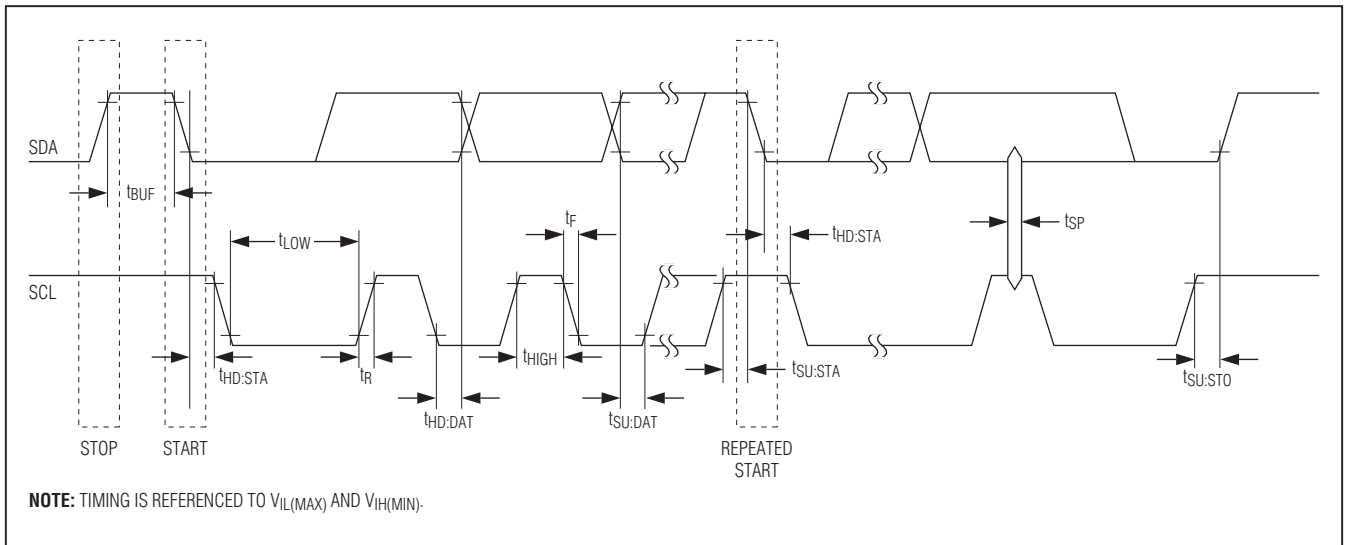 SDA
tBUF
tF
tSP
tLOW
tHD:STA
SCL
tHD:STA
tR
tHIGH
tSU:STA
tSU:STO
tHD:DAT
tSU:DAT
STOP
START
REPEATED
START
NOTE: TIMING IS REFERENCED TO VIL(MAX) AND VIH(MIN).